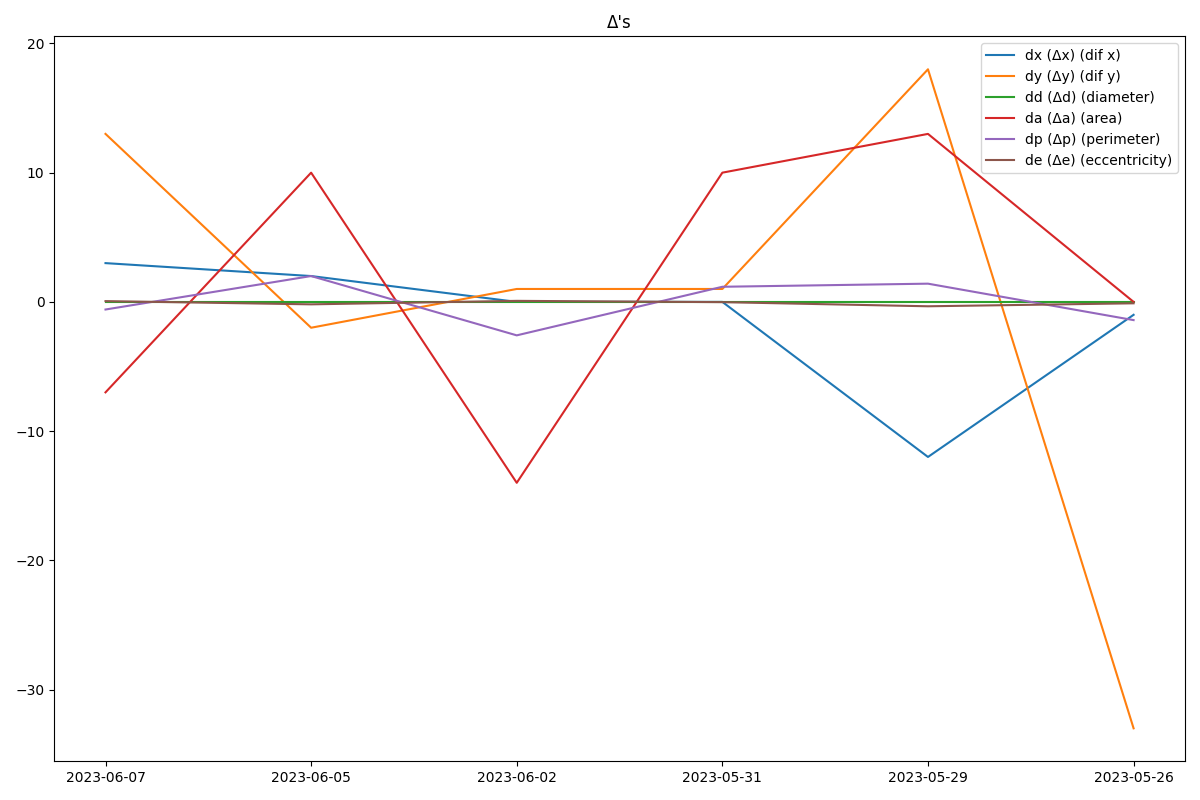 Δ's
20
10
0
−10
−20
−30
dx (Δx) (dif x)
dy (Δy) (dif y)
dd (Δd) (diameter)
da (Δa) (area)
dp (Δp) (perimeter)
de (Δe) (eccentricity)
2023-06-07
2023-06-05
2023-06-02
2023-05-31
2023-05-29
2023-05-26